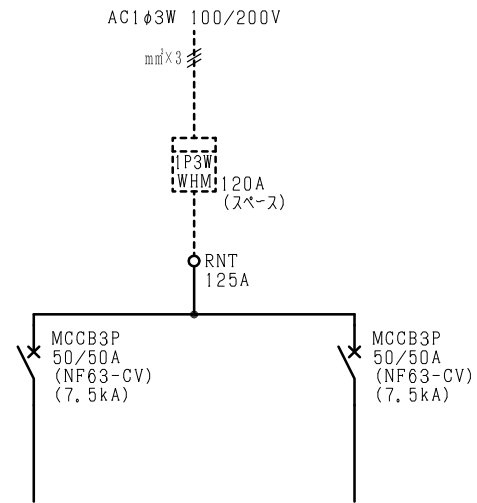 AC1φ3W 100/200V
mm²×3
1P3W
WHM
120A
(スペース)
RNT
125A
MCCB3P
50/50A
(NF63-CV)
(7.5kA)
MCCB3P
50/50A
(NF63-CV)
(7.5kA)